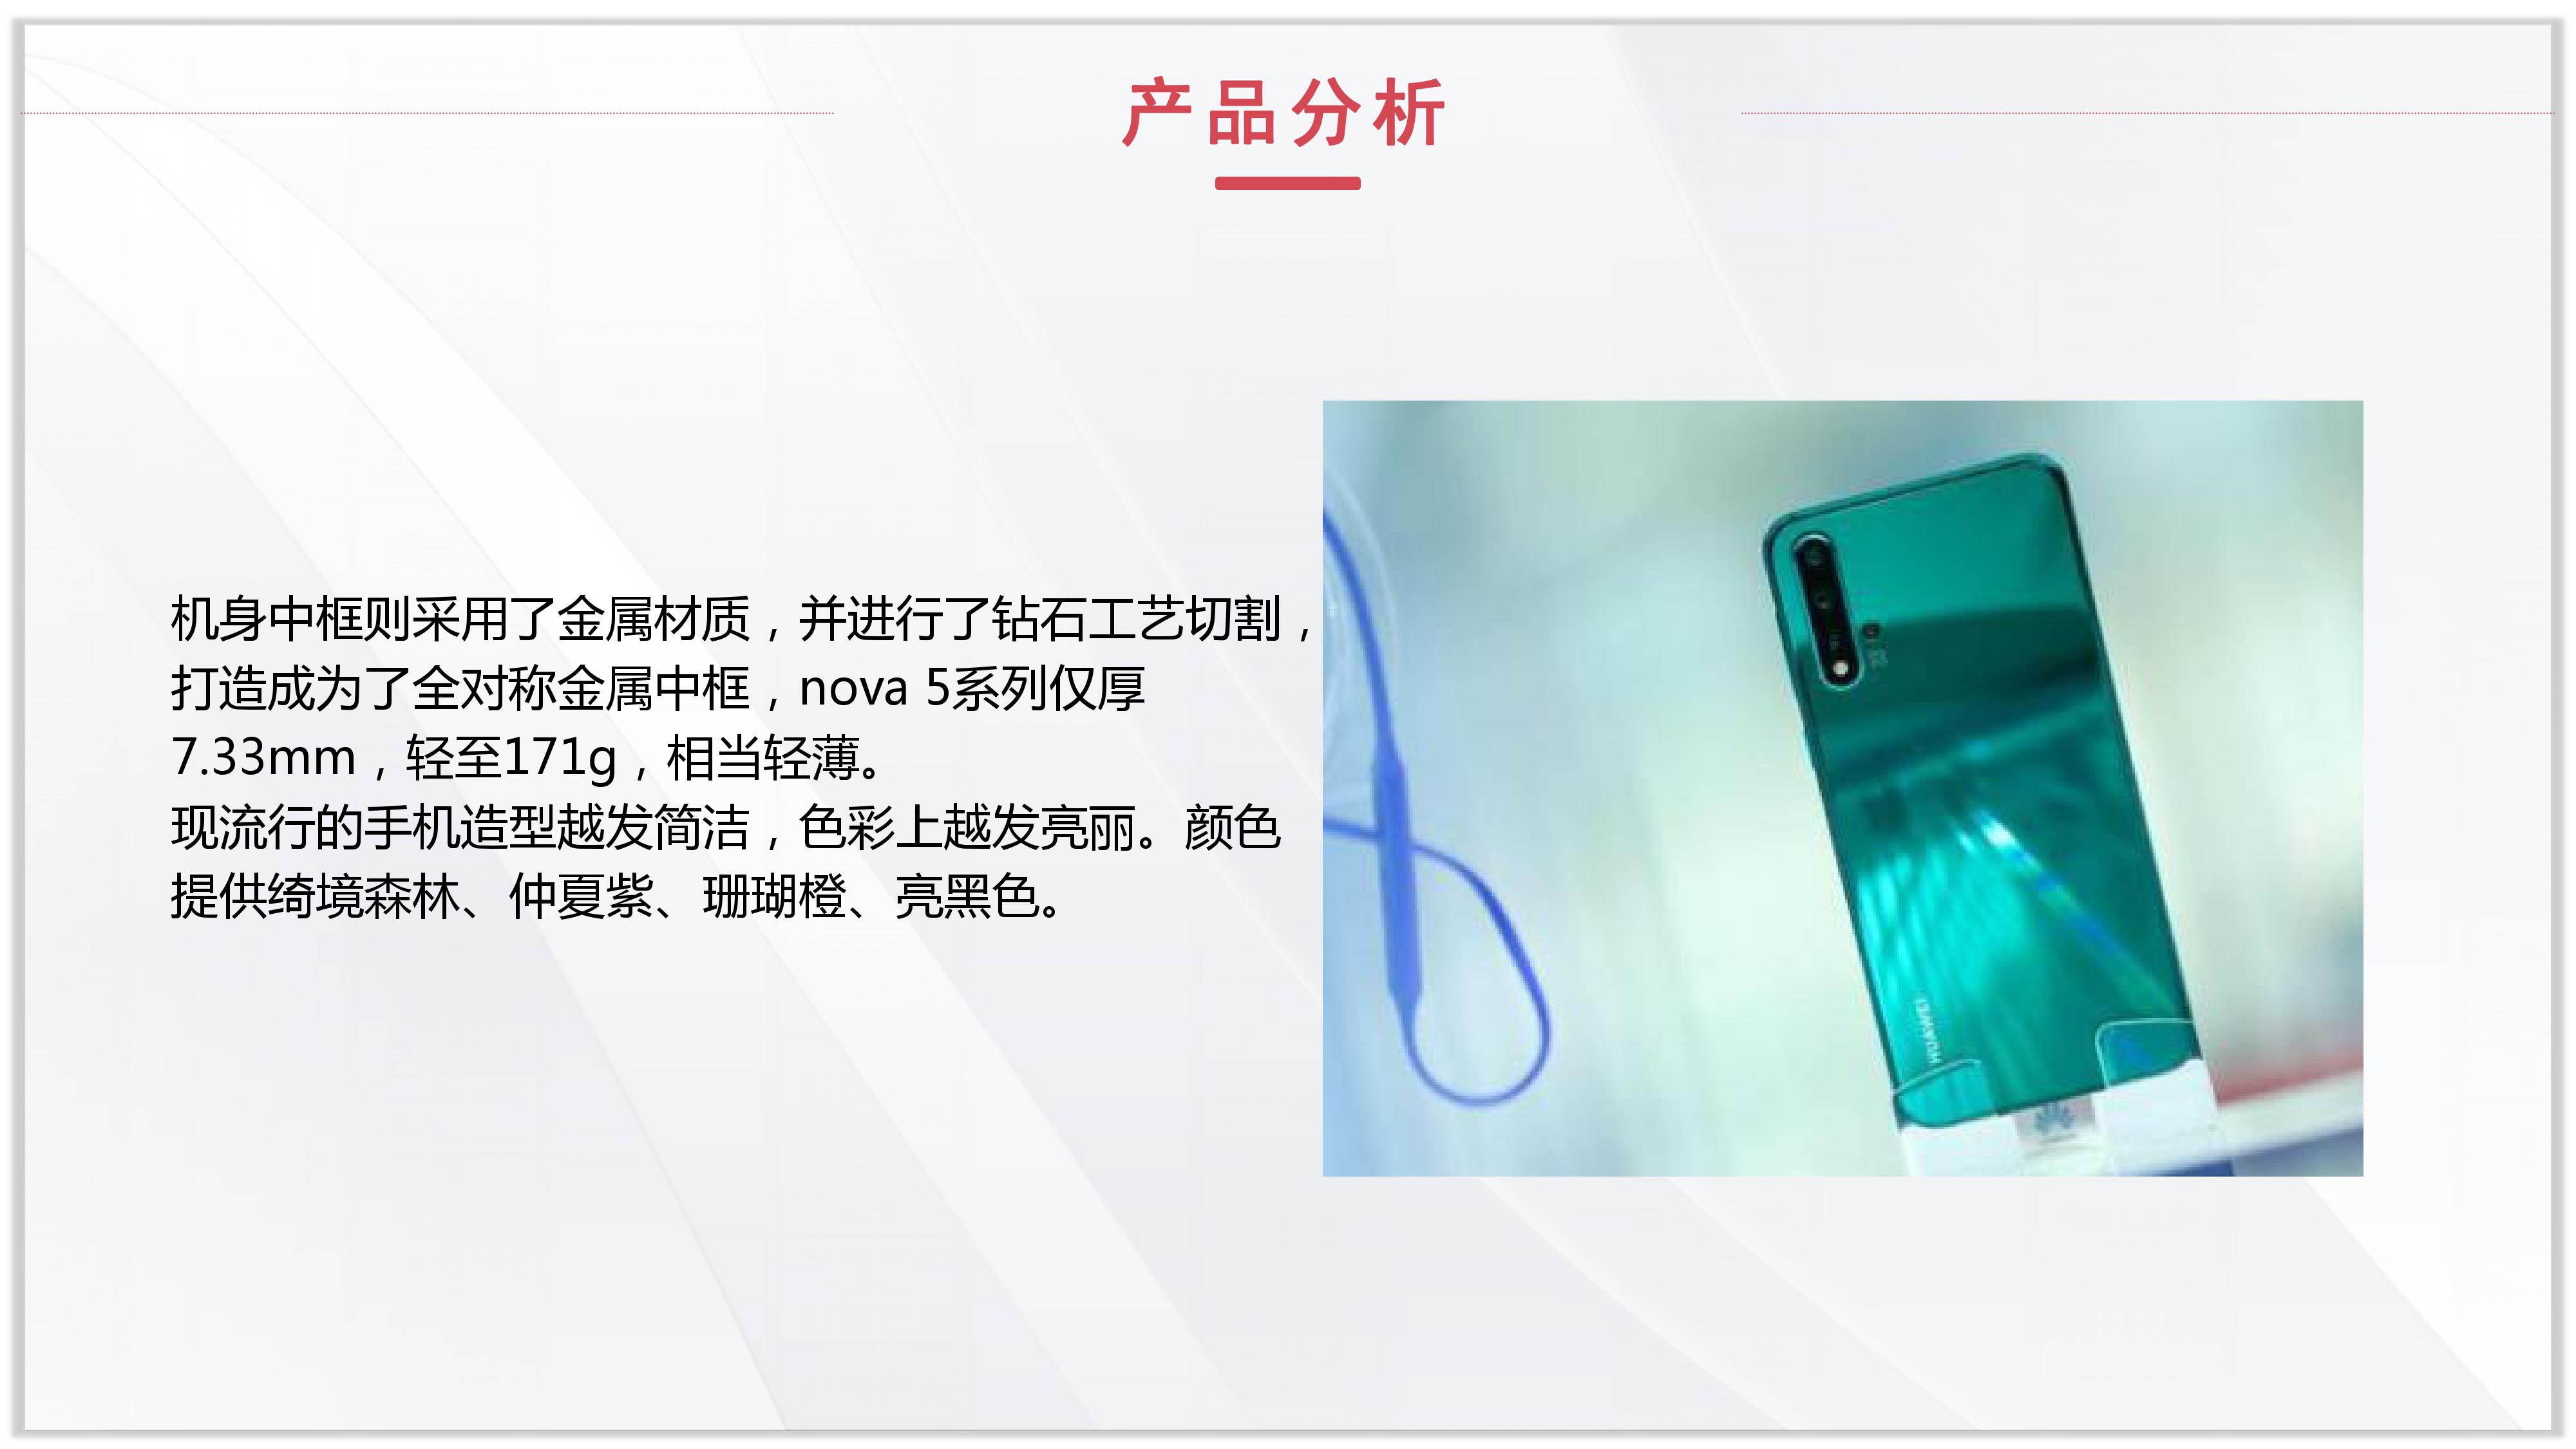 产品分析
机身中框则采用了金属材质，并进行了钻石工艺切割，
打造成为了全对称金属中框，nova 5系列仅厚
7.33mm，轻至171g，相当轻薄。
现流行的手机造型越发简洁，色彩上越发亮丽。颜色
提供绮境森林、仲夏紫、珊瑚橙、亮黑色。
HUAWEI